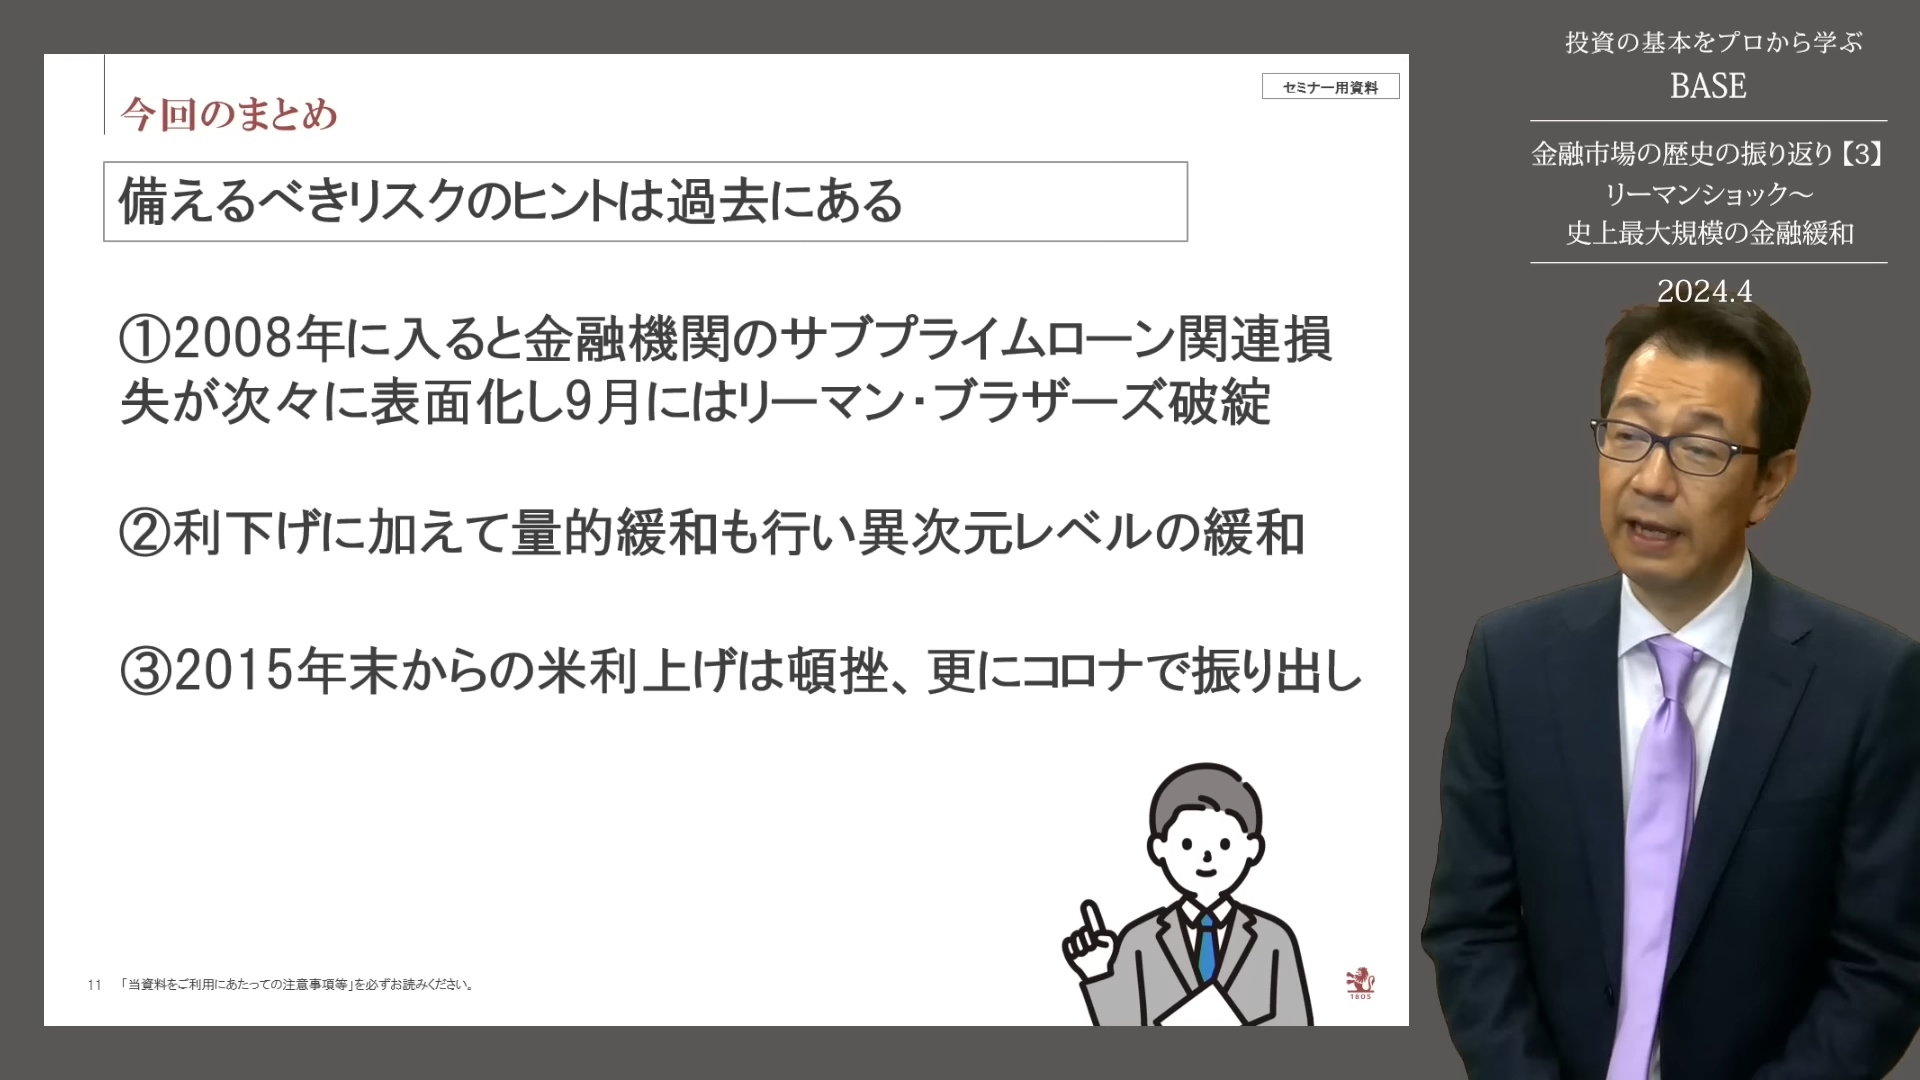 今回のまとめ
セミナー用資料
備えるべきリスクのヒントは過去にある
①2008年に入ると金融機関のサブプライムローン関連損
失が次々に表面化し9月にはリーマン・ブラザーズ破綻
②利下げに加えて量的緩和も行い異次元レベルの緩和
③2015年末からの米利上げは頓挫、更にコロナで振り出し
11 「当資料をご利用にあたっての注意事項等」を必ずお読みください。
1805
投資の基本をプロから学ぶ
BASE
金融市場の歴史の振り返り【3】
リーマンショック～
史上最大規模の金融緩和
2024.4